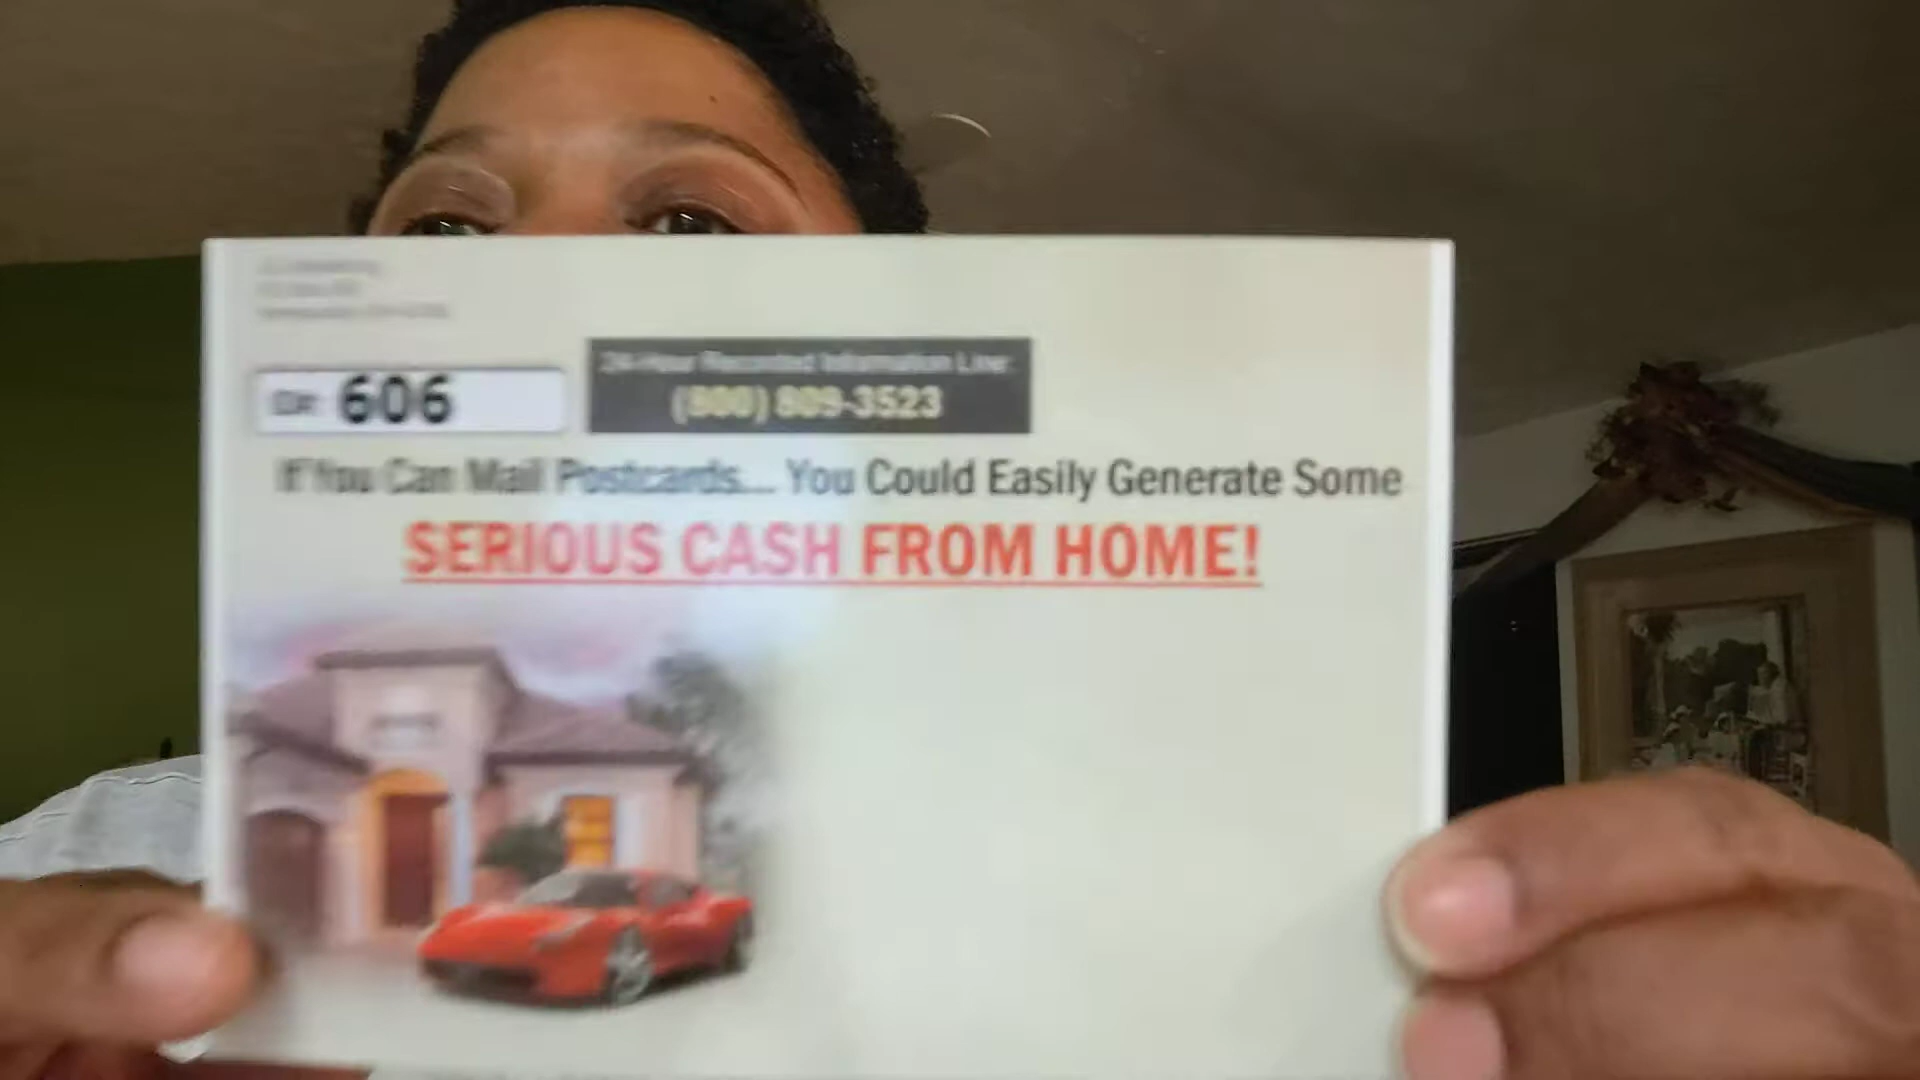 ID#: 606
24-Hour Recorded Information Line:
(800) 809-3523
If You Can Mail Postcards... You Could Easily Generate Some
SERIOUS CASH FROM HOME!